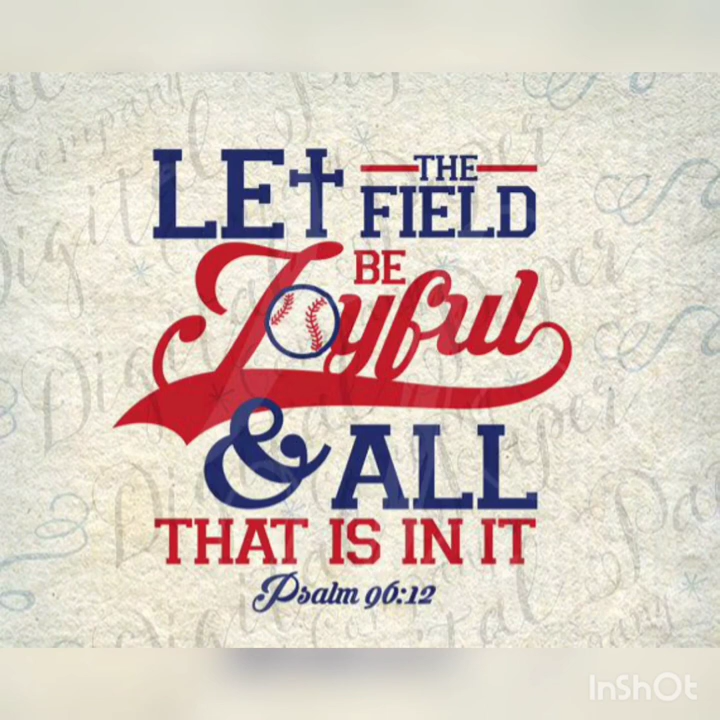 LET THE FIELD
BE
Joyful
& ALL
THAT IS IN IT
Psalm 96:12
InShOt